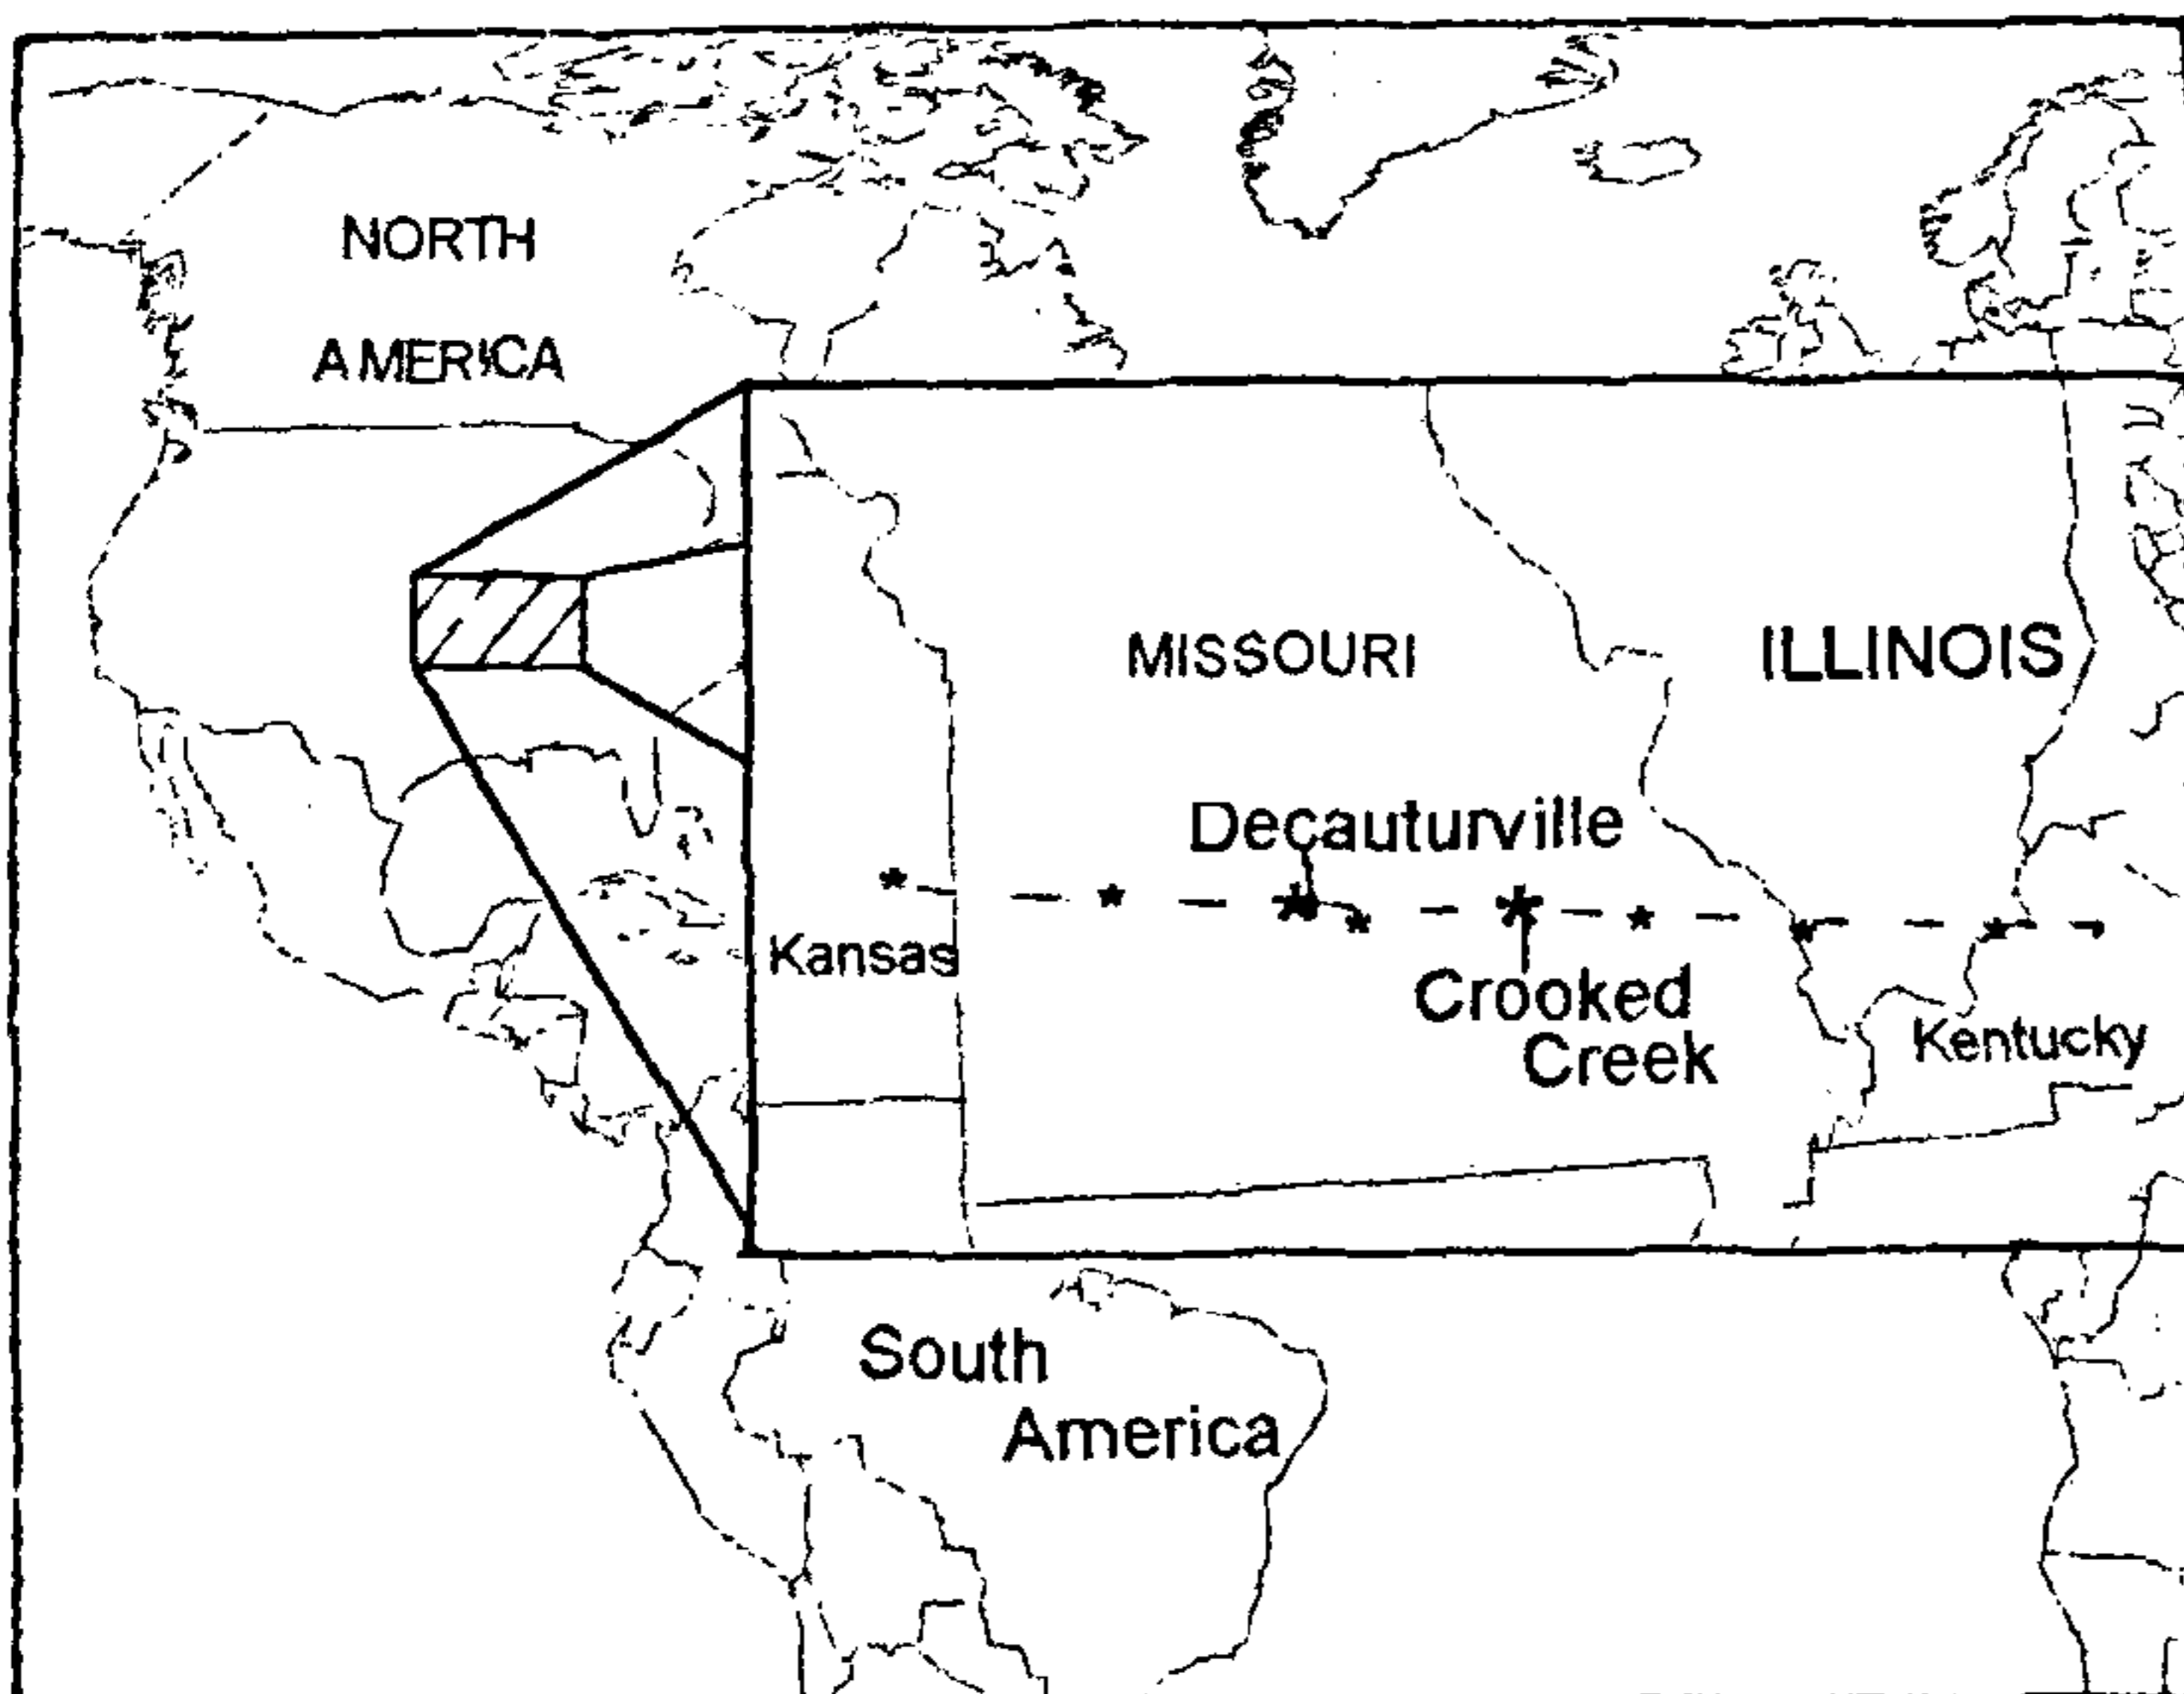 NORTH
AMERICA
MISSOURI
ILLINOIS
Decauturville
Kansas
Crooked
Creek
Kentucky
South
America